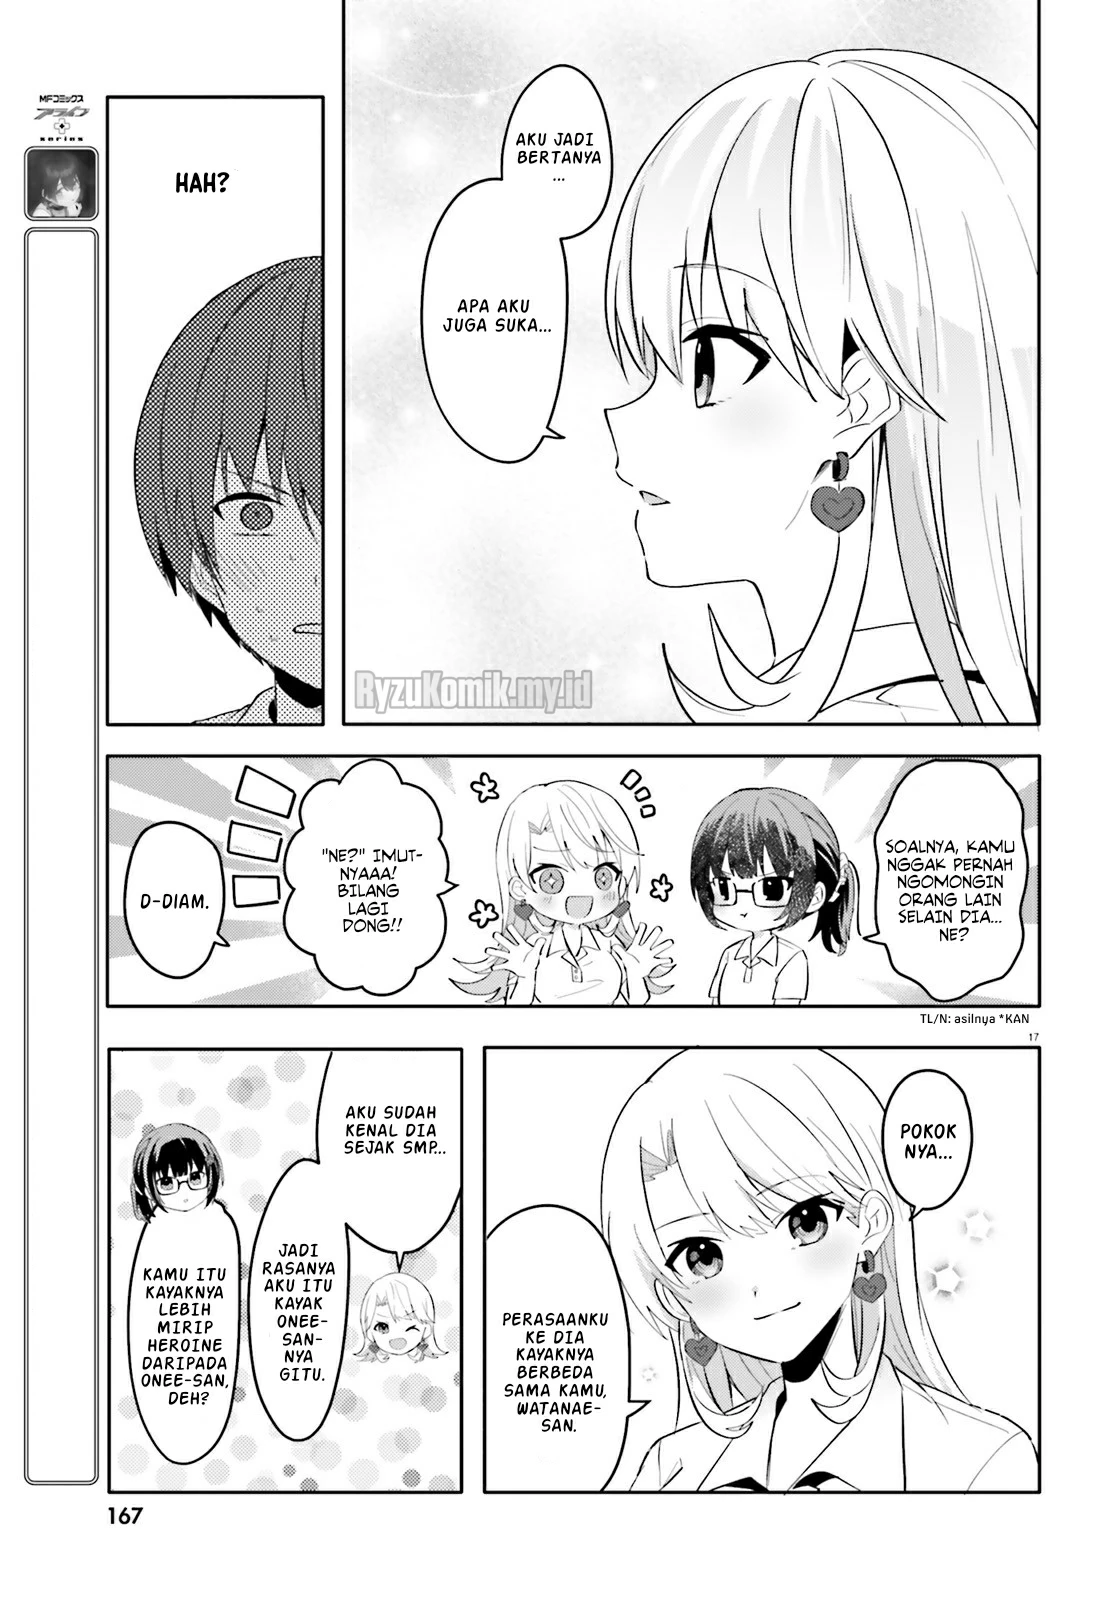 MFコミックス
アライブ
+
series
AKU JADI
BERTANYA
...
APA AKU
JUGA SUKA...
HAH?
RyzuKomik.my.id
SOALNYA, KAMU
NGGAK PERNAH
NGOMONGIN
ORANG LAIN
SELAIN DIA...
NE?
"NE?" IMUT-
NYAAA!
BILANG
LAGI
DONG!!
D-DIAM.
TL/N: asilnya *KAN
17
POKOK
NYA...
PERASAANKU
KE DIA
KAYAKNYA
BERBEDA
SAMA KAMU,
WATANAE-
SAN.
AKU SUDAH
KENAL DIA
SEJAK SMP...
JADI
RASANYA
AKU ITU
KAYAK
ONEE-
SAN-
NYA
GITU.
KAMU ITU
KAYAKNYA
LEBIH
MIRIP
HEROINE
DARIPADA
ONEE-SAN,
DEH?
167